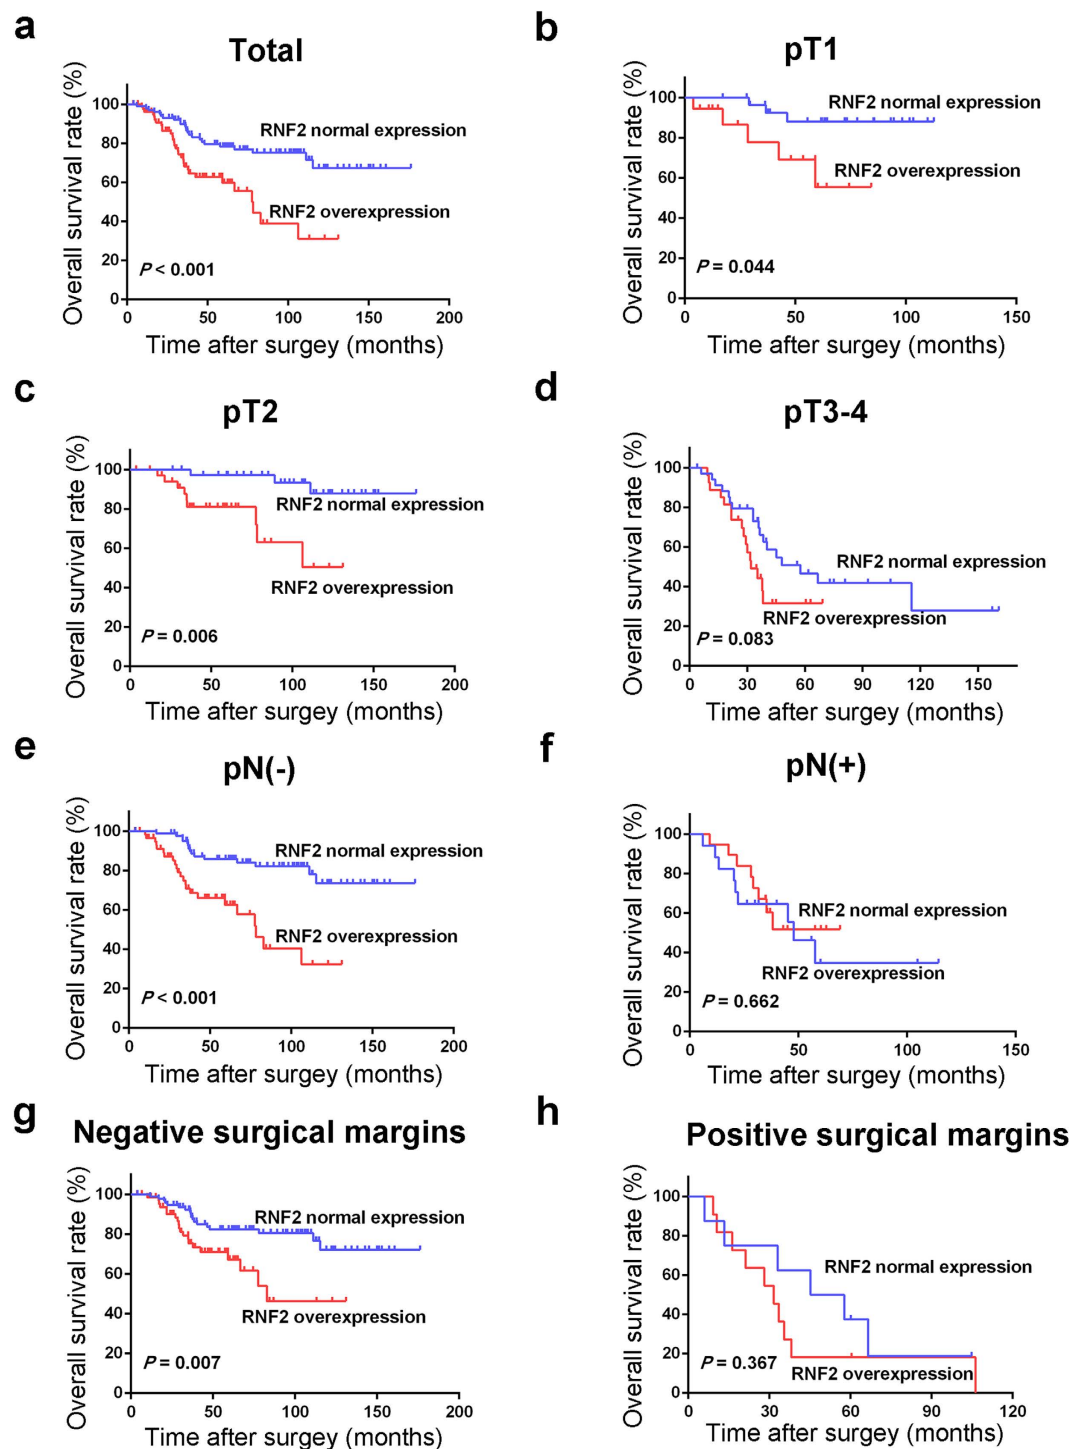 a
Total
Overall survival rate (%)
100
80
60
40
20
0
RNF2 normal expression
RNF2 overexpression
P < 0.001
0 50 100 150 200
Time after surgey (months)
b
pT1
Overall survival rate (%)
100
80
60
40
20
0
RNF2 normal expression
RNF2 overexpression
P = 0.044
0 50 100 150
Time after surgey (months)
c
pT2
Overall survival rate (%)
100
80
60
40
20
0
RNF2 normal expression
RNF2 overexpression
P = 0.006
0 50 100 150 200
Time after surgey (months)
d
pT3-4
Overall survival rate (%)
100
80
60
40
20
0
RNF2 normal expression
RNF2 overexpression
P = 0.083
0 30 60 90 120 150
Time after surgey (months)
e
pN(-)
Overall survival rate (%)
100
80
60
40
20
0
RNF2 normal expression
RNF2 overexpression
P < 0.001
0 50 100 150 200
Time after surgey (months)
f
pN(+)
Overall survival rate (%)
100
80
60
40
20
0
RNF2 normal expression
RNF2 overexpression
P = 0.662
0 50 100 150
Time after surgey (months)
g
Negative surgical margins
Overall survival rate (%)
100
80
60
40
20
0
RNF2 normal expression
RNF2 overexpression
P = 0.007
0 50 100 150 200
Time after surgey (months)
h
Positive surgical margins
Overall survival rate (%)
100
80
60
40
20
0
RNF2 normal expression
RNF2 overexpression
P = 0.367
0 30 60 90 120
Time after surgey (months)